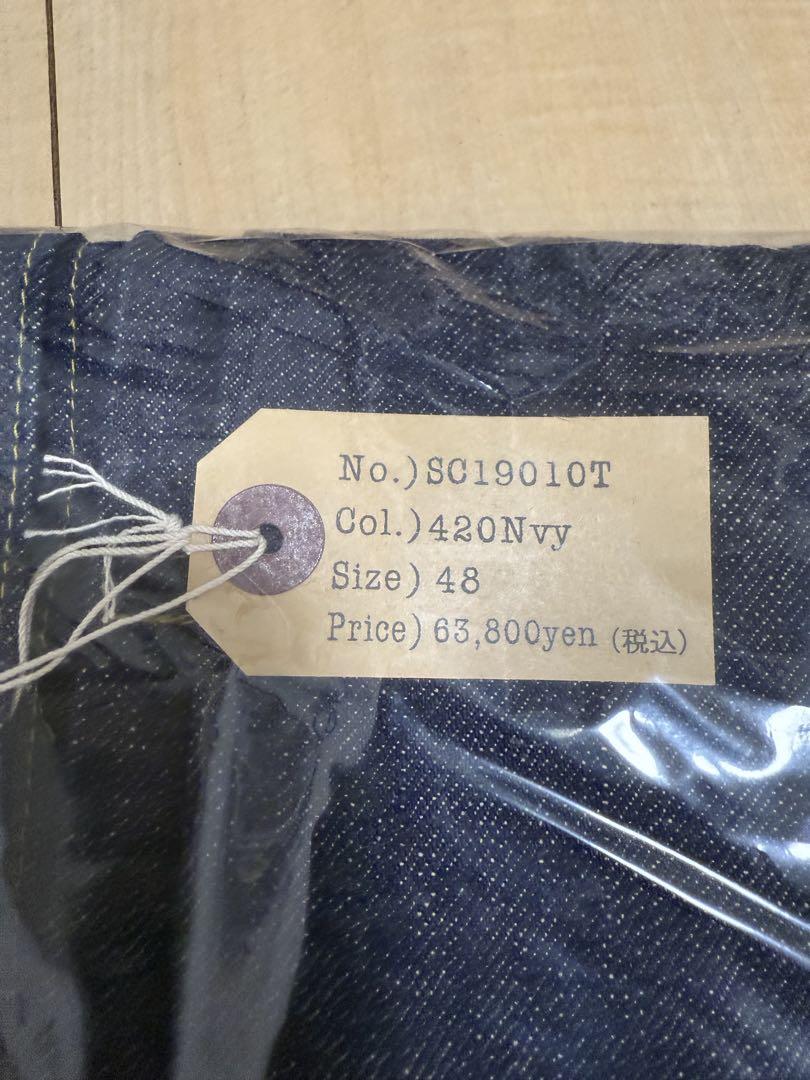 No.) SC19010T
Col.) 420Nvy
Size) 48
Price) 63,800yen (税込)